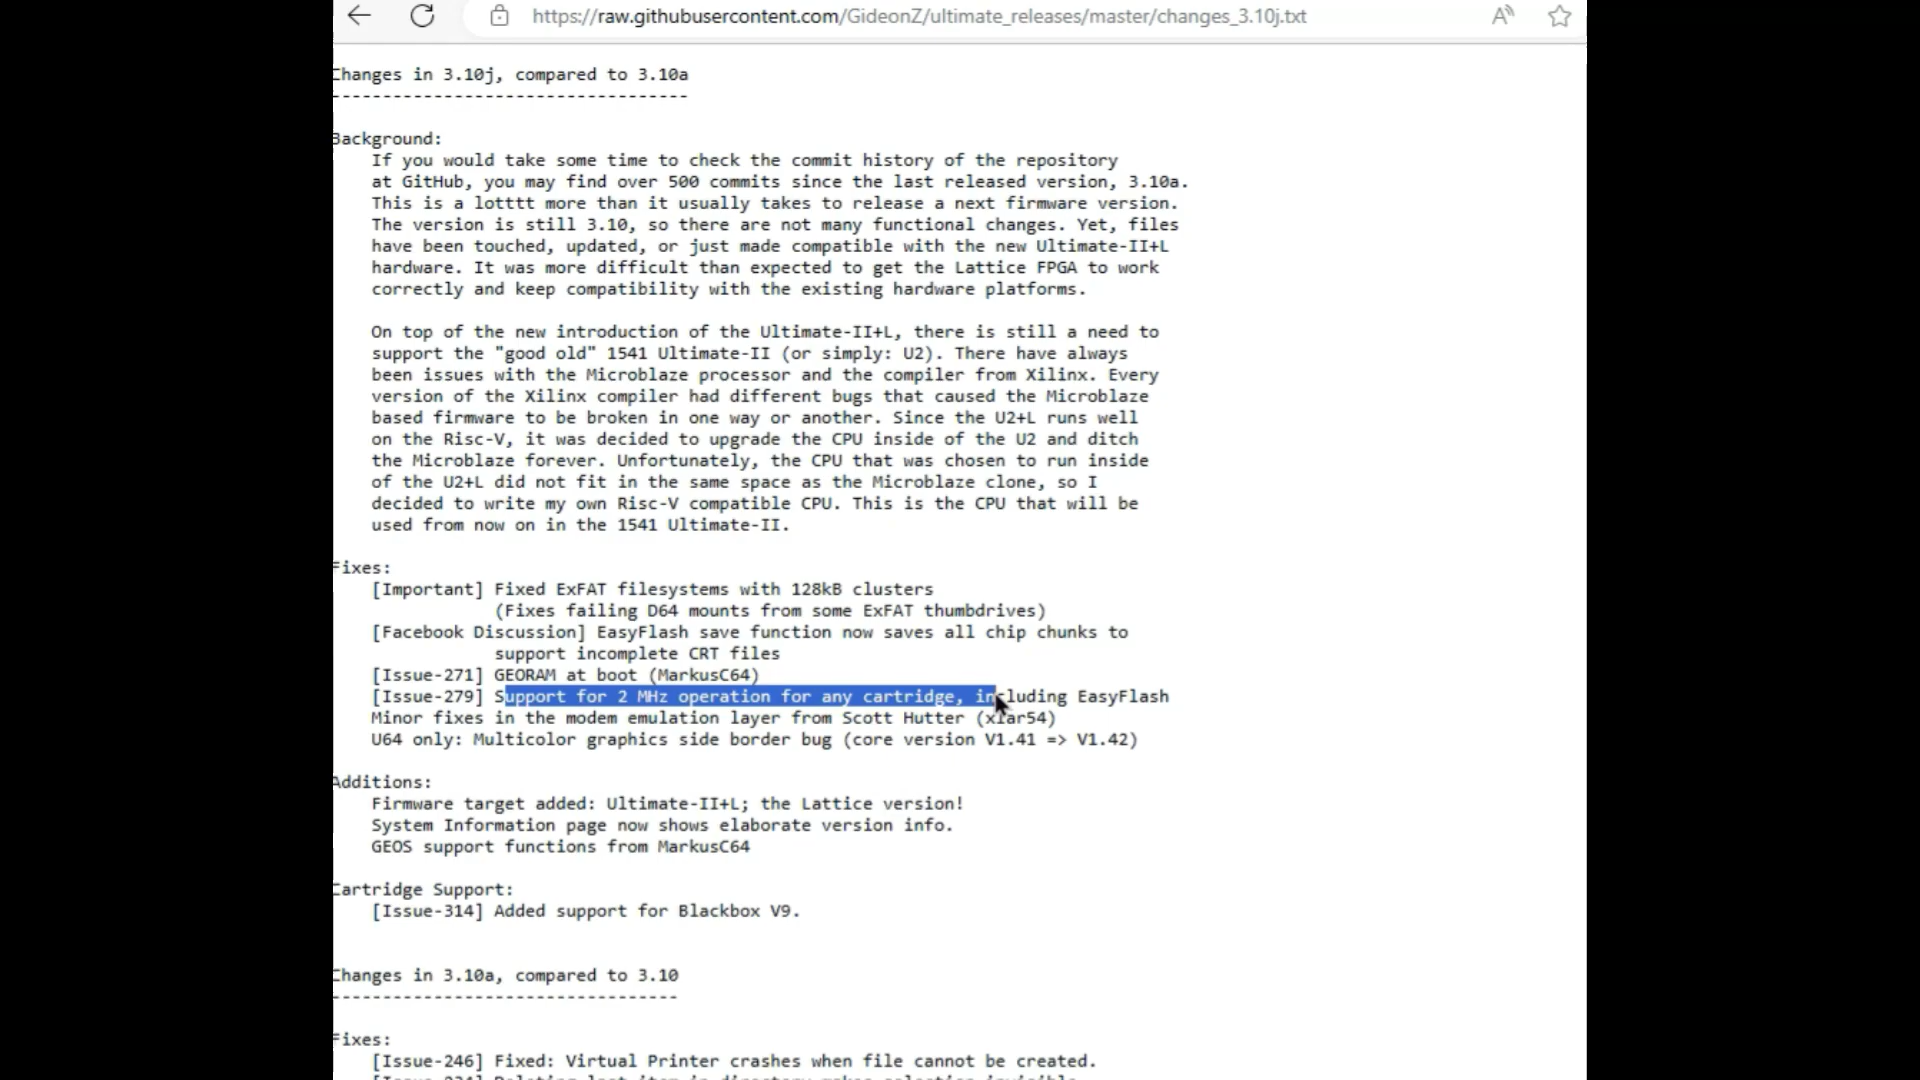 https://raw.githubusercontent.com/GideonZ/ultimate_releases/master/changes_3.10j.txt
Changes in 3.10j, compared to 3.10a
-----------------------------------
Background:
If you would take some time to check the commit history of the repository
at GitHub, you may find over 500 commits since the last released version, 3.10a.
This is a lotttt more than it usually takes to release a next firmware version.
The version is still 3.10, so there are not many functional changes. Yet, files
have been touched, updated, or just made compatible with the new Ultimate-II+L
hardware. It was more difficult than expected to get the Lattice FPGA to work
correctly and keep compatibility with the existing hardware platforms.
On top of the new introduction of the Ultimate-II+L, there is still a need to
support the "good old" 1541 Ultimate-II (or simply: U2). There have always
been issues with the Microblaze processor and the compiler from Xilinx. Every
version of the Xilinx compiler had different bugs that caused the Microblaze
based firmware to be broken in one way or another. Since the U2+L runs well
on the Risc-V, it was decided to upgrade the CPU inside of the U2 and ditch
the Microblaze forever. Unfortunately, the CPU that was chosen to run inside
of the U2+L did not fit in the same space as the Microblaze clone, so I
decided to write my own Risc-V compatible CPU. This is the CPU that will be
used from now on in the 1541 Ultimate-II.
Fixes:
[Important] Fixed ExFAT filesystems with 128kB clusters
(Fixes failing D64 mounts from some ExFAT thumbdrives)
[Facebook Discussion] EasyFlash save function now saves all chip chunks to
support incomplete CRT files
[Issue-271] GEORAM at boot (MarkusC64)
[Issue-279] Support for 2 MHz operation for any cartridge, including EasyFlash
Minor fixes in the modem emulation layer from Scott Hutter (xlar54)
U64 only: Multicolor graphics side border bug (core version V1.41 => V1.42)
Additions:
Firmware target added: Ultimate-II+L; the Lattice version!
System Information page now shows elaborate version info.
GEOS support functions from MarkusC64
Cartridge Support:
[Issue-314] Added support for Blackbox V9.
Changes in 3.10a, compared to 3.10
----------------------------------
Fixes:
[Issue-246] Fixed: Virtual Printer crashes when file cannot be created.